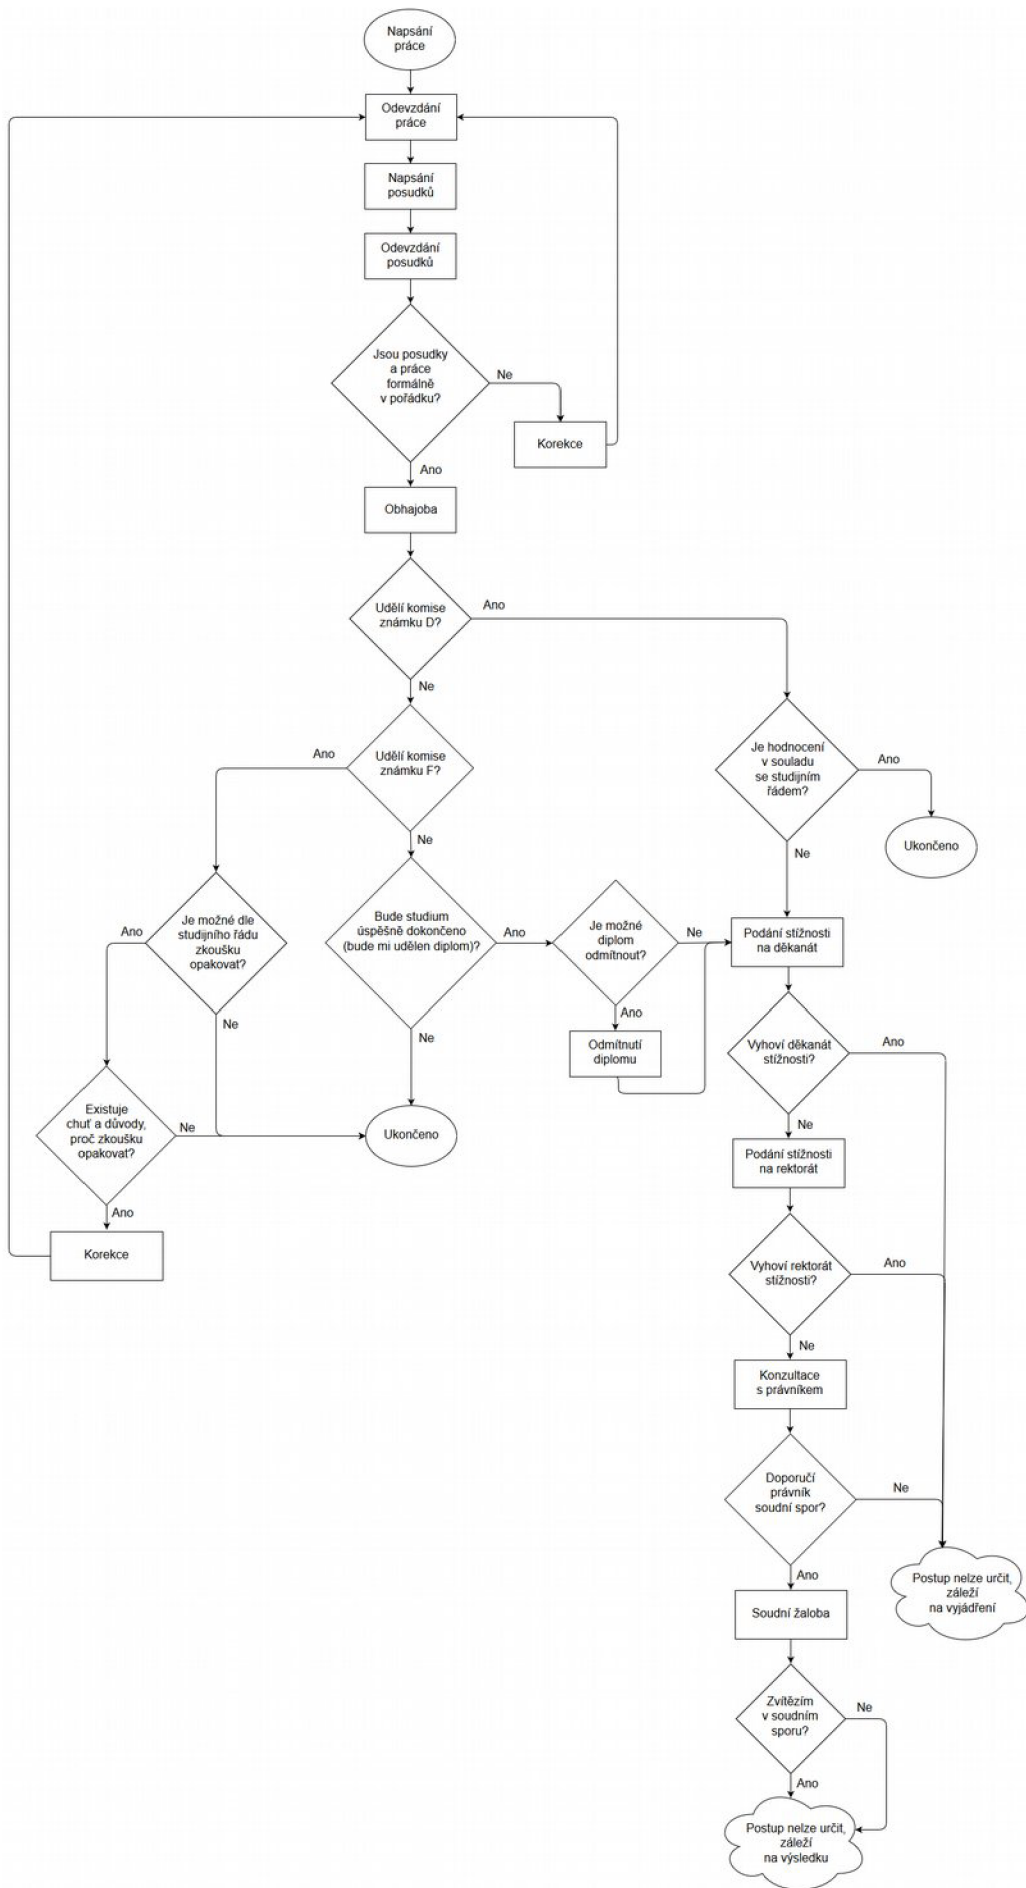 Napsání
práce
Odevzdání
práce
Napsání
posudků
Odevzdání
posudků
Jsou posudky
a práce
formálně
v pořádku?
Ne
Korekce
Ano
Obhajoba
Udělí komise
známku D?
Ano
Ne
Udělí komise
známku F?
Ano
Ne
Je hodnocení
v souladu
se studijním
řádem?
Ano
Ukončeno
Ne
Je možné dle
studijního řádu
zkoušku
opakovat?
Ano
Ne
Bude studium
úspěšně dokončeno
(bude mi udělen diplom)?
Ano
Ne
Je možné
diplom
odmítnout?
Ne
Ano
Odmítnutí
diplomu
Podání stížnosti
na děkanát
Vyhoví děkanát
stížnosti?
Ano
Ne
Existuje
chuť a důvody,
proč zkoušku
opakovat?
Ne
Ukončeno
Ano
Korekce
Podání stížnosti
na rektorát
Vyhoví rektorát
stížnosti?
Ano
Ne
Konzultace
s právníkem
Doporučí
právník
soudní spor?
Ne
Ano
Postup nelze určit,
záleží
na vyjádření
Soudní žaloba
Zvítězím
v soudním
sporu?
Ne
Ano
Postup nelze určit,
záleží
na výsledku